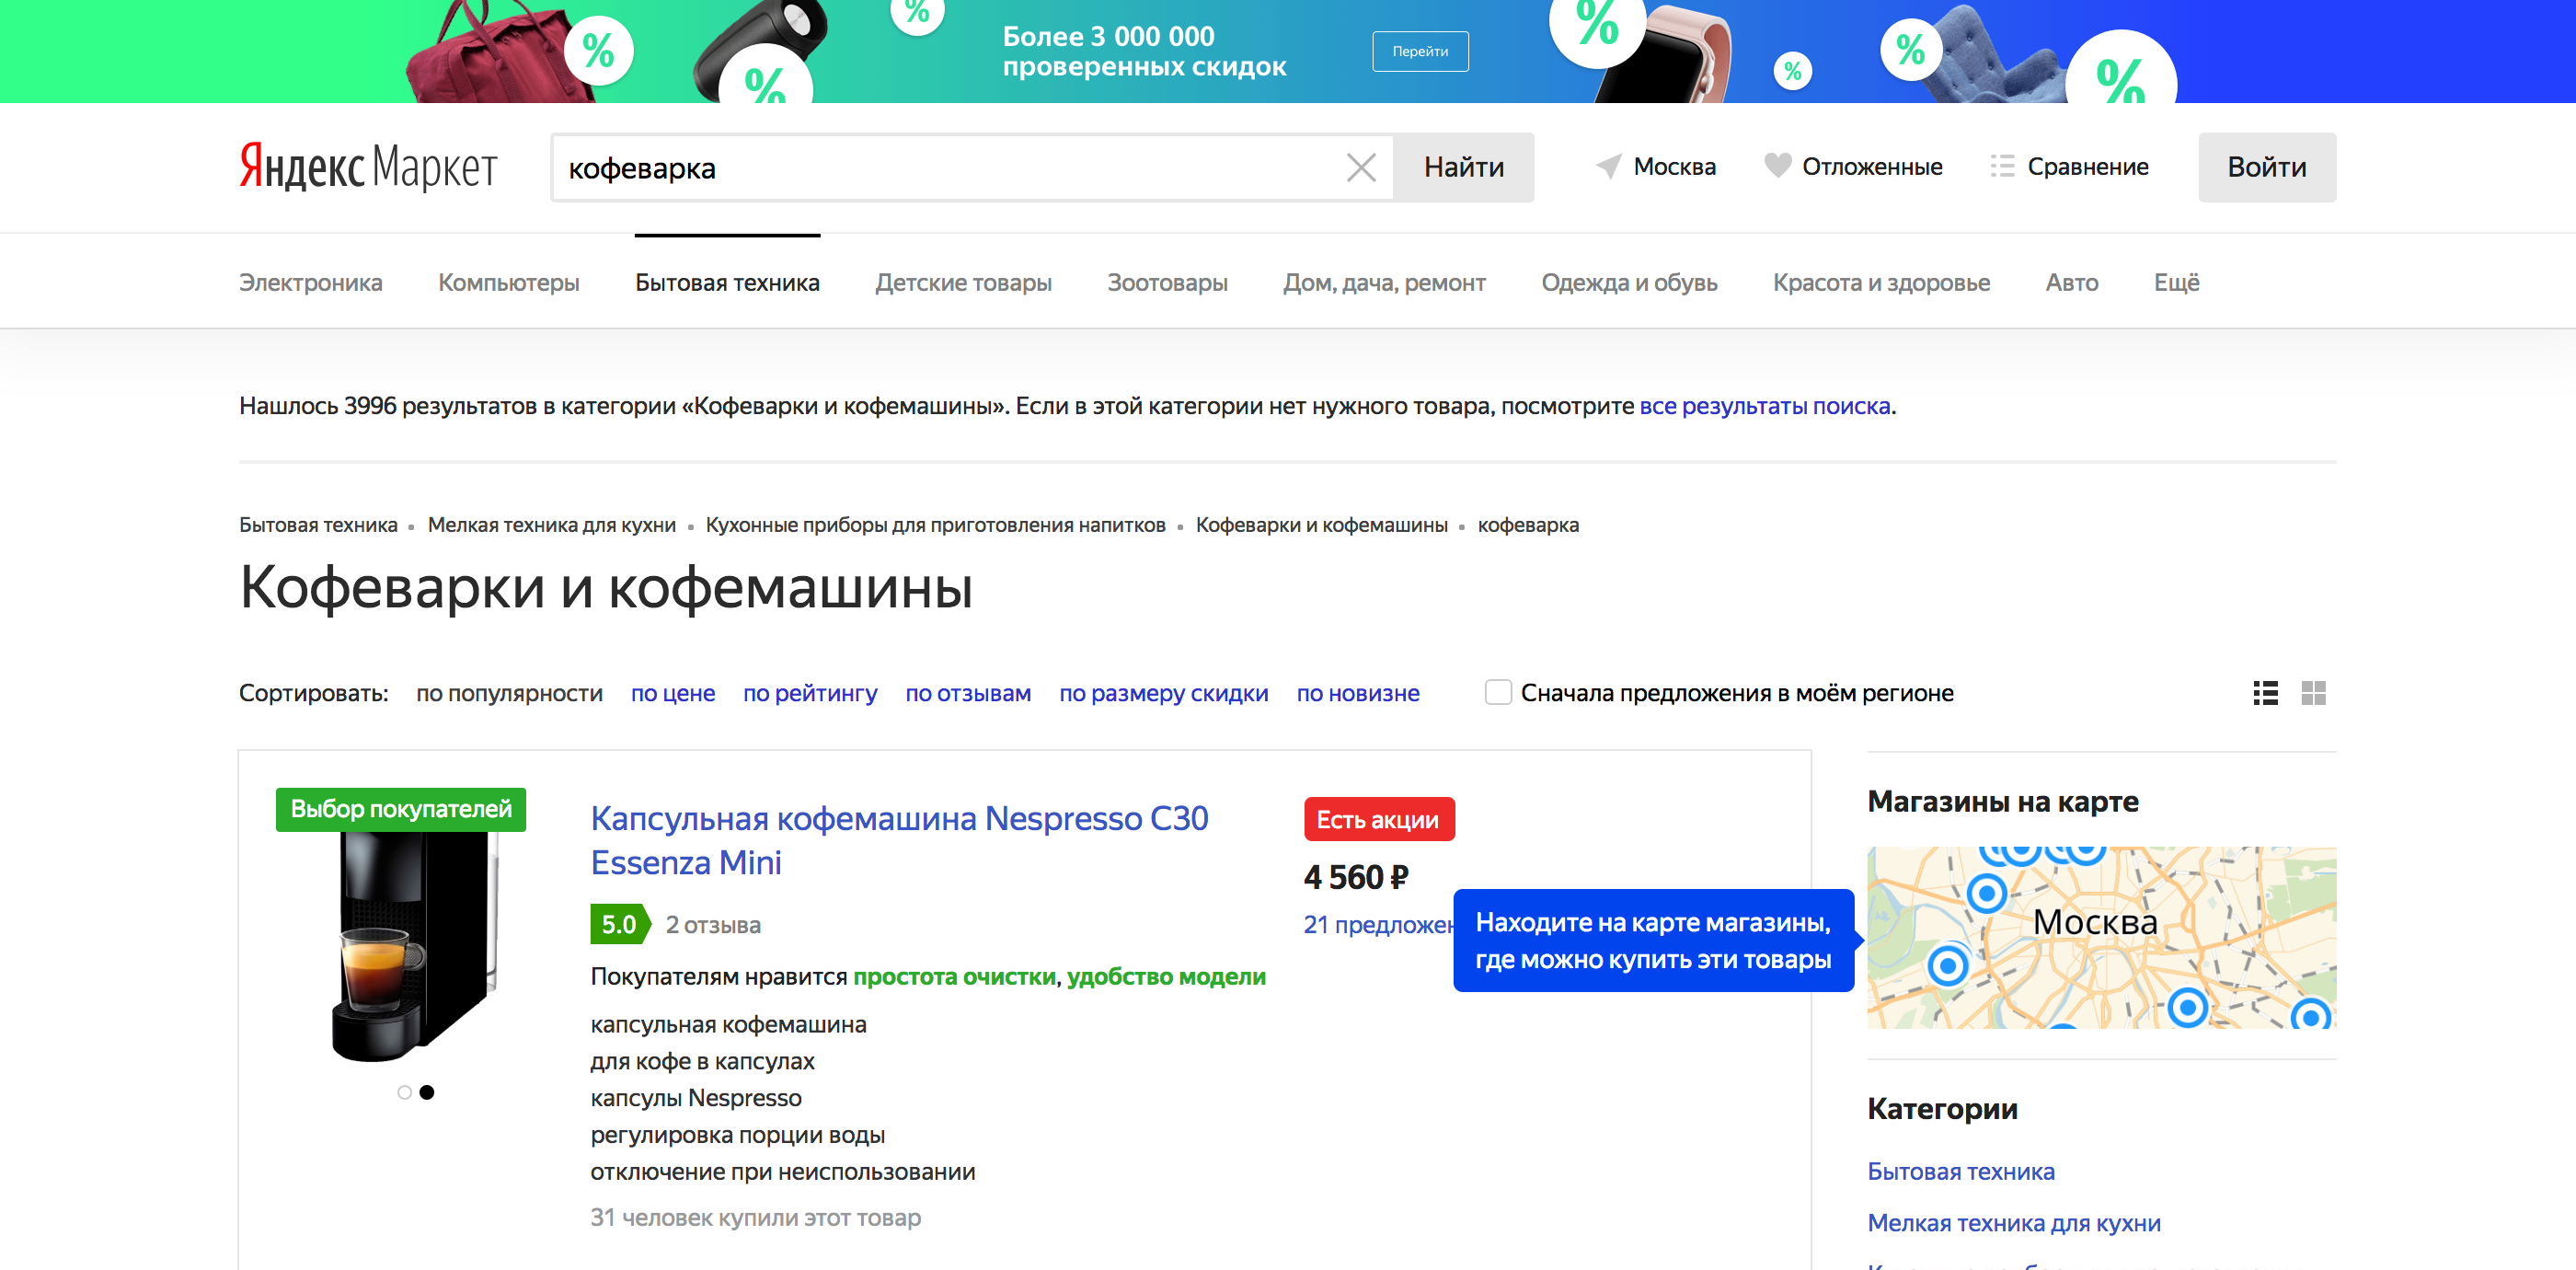 Более 3 000 000
проверенных скидок
Перейти
% % % % % % %
Яндекс Маркет
кофеварка
Найти
Москва
Отложенные
Сравнение
Войти
Электроника
Компьютеры
Бытовая техника
Детские товары
Зоотовары
Дом, дача, ремонт
Одежда и обувь
Красота и здоровье
Авто
Ещё
Нашлось 3996 результатов в категории «Кофеварки и кофемашины». Если в этой категории нет нужного товара, посмотрите все результаты поиска.
Бытовая техника ▪ Мелкая техника для кухни ▪ Кухонные приборы для приготовления напитков ▪ Кофеварки и кофемашины ▪ кофеварка
Кофеварки и кофемашины
Сортировать: по популярности по цене по рейтингу по отзывам по размеру скидки по новизне
Сначала предложения в моём регионе
Выбор покупателей
Капсульная кофемашина Nespresso C30
Essenza Mini
5.0 2 отзыва
Покупателям нравится простота очистки, удобство модели
капсульная кофемашина
для кофе в капсулах
капсулы Nespresso
регулировка порции воды
отключение при неиспользовании
31 человек купили этот товар
Есть акции
4 560 ₽
21 предложен
Находите на карте магазины,
где можно купить эти товары
Магазины на карте
Москва
Категории
Бытовая техника
Мелкая техника для кухни